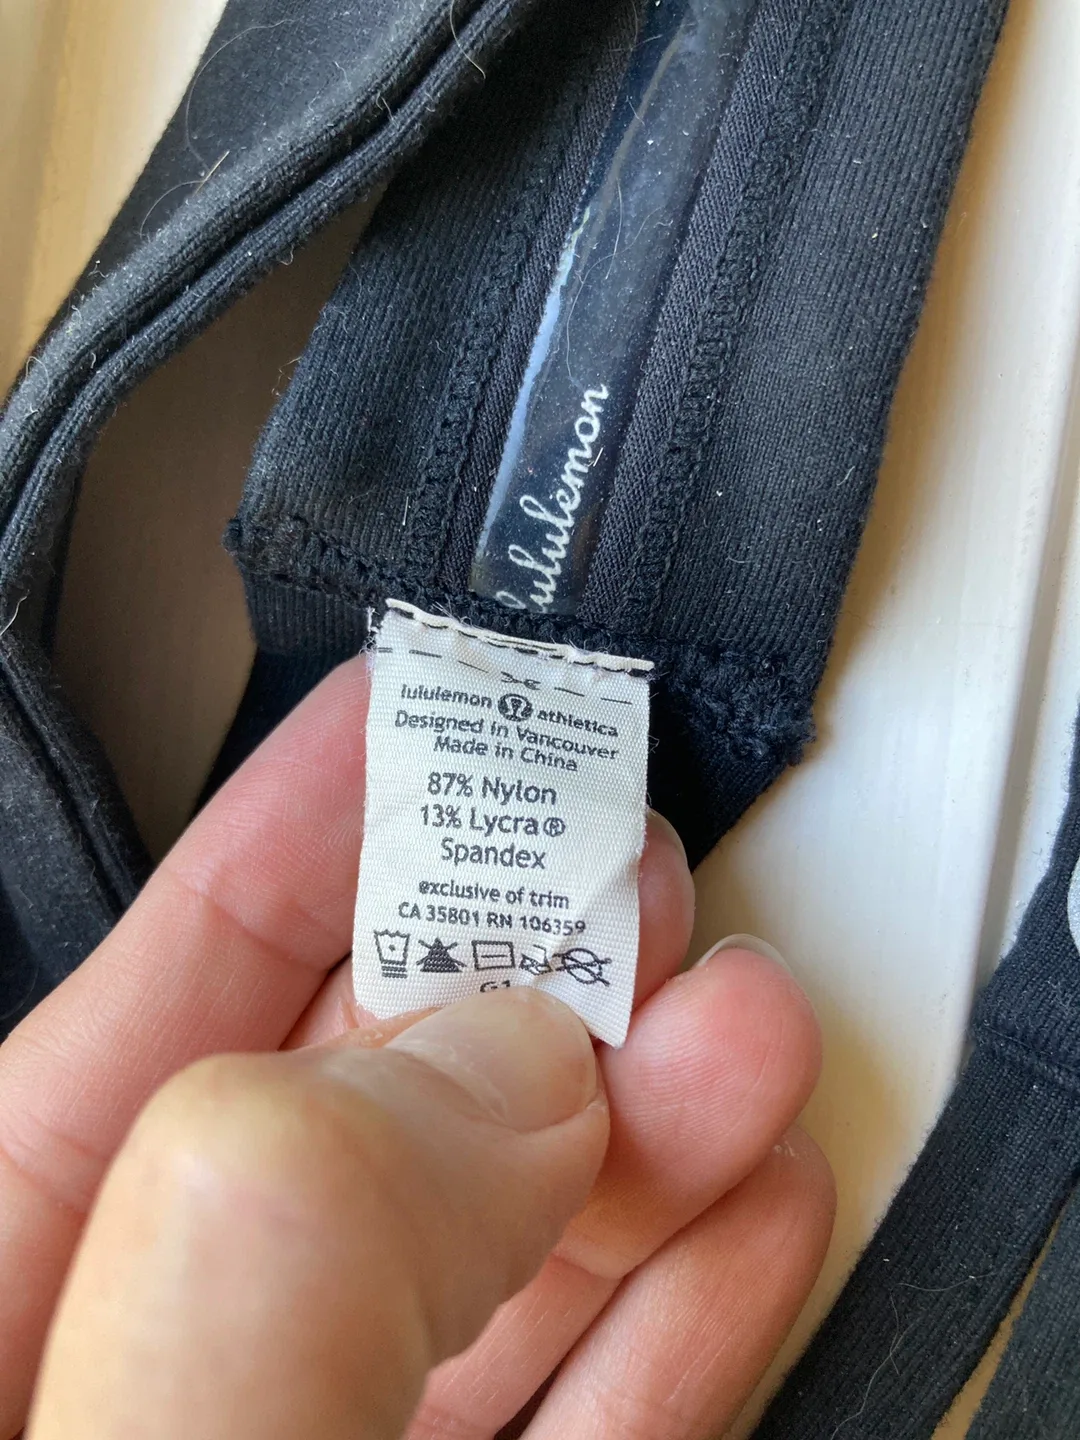 lululemon
lululemon athletica
Designed in Vancouver
Made in China
87% Nylon
13% Lycra®
Spandex
exclusive of trim
CA 35801 RN 106359